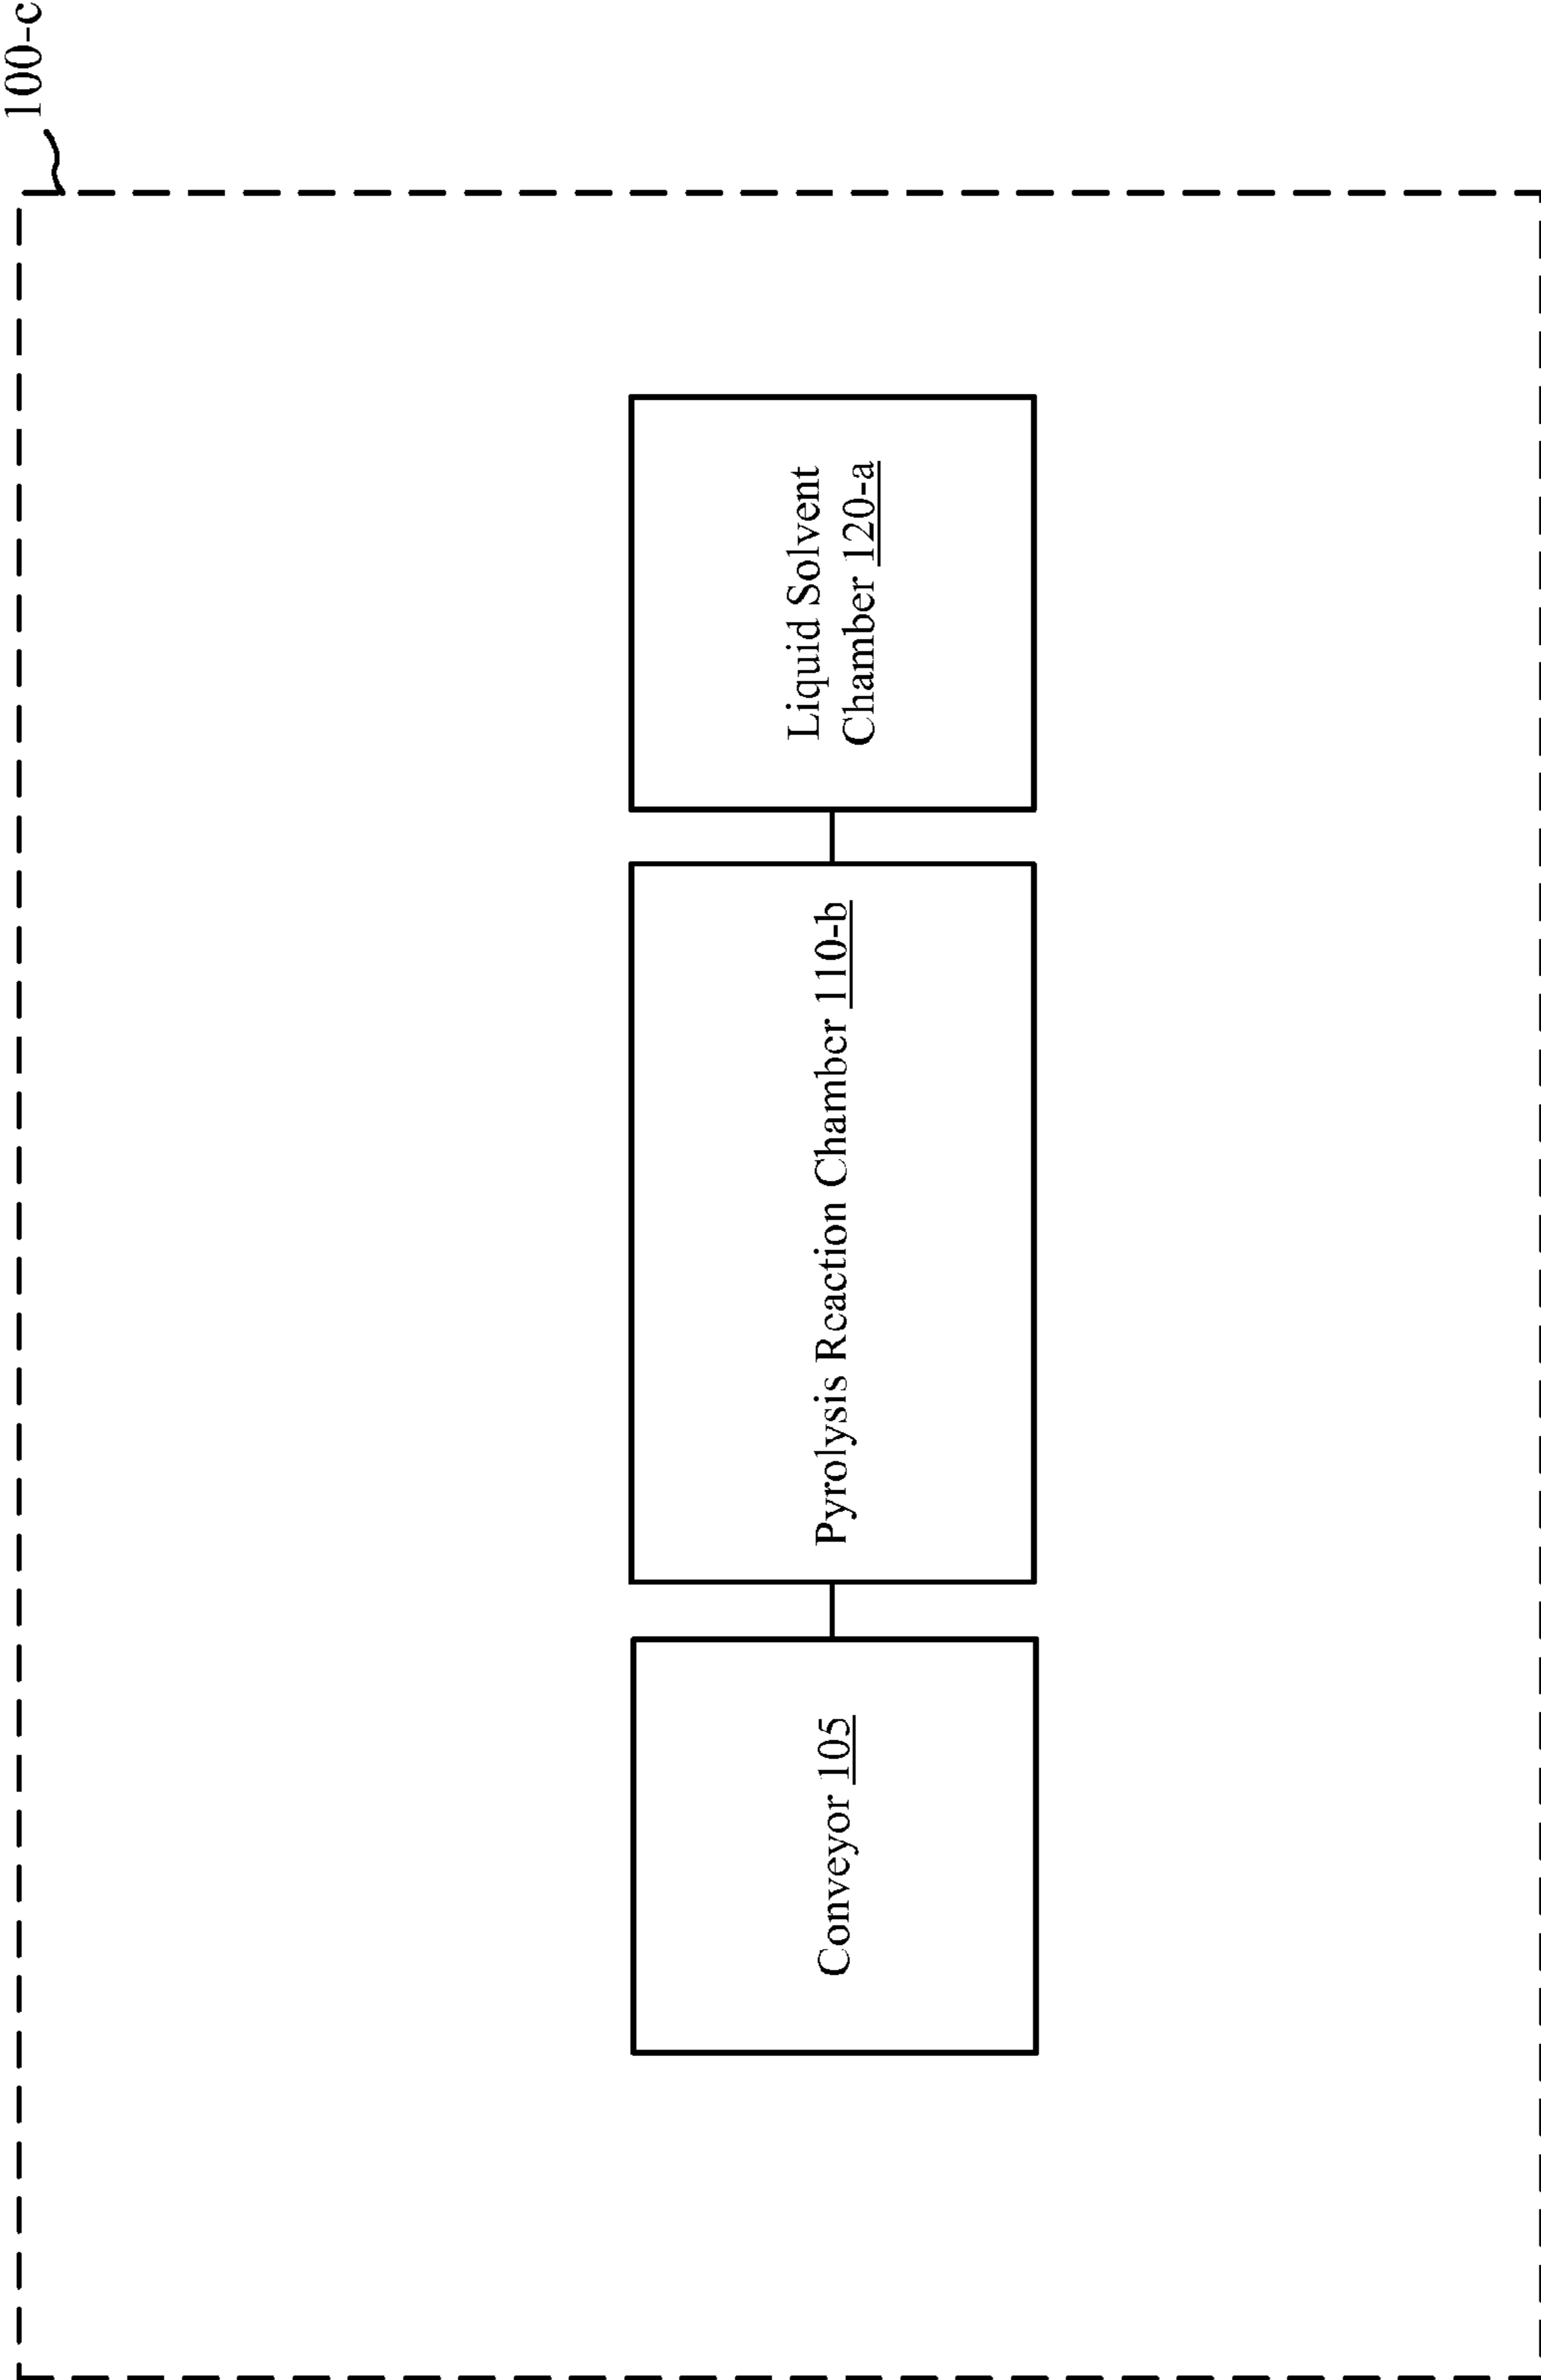 100-c
Conveyor 105
Pyrolysis Reaction Chamber 110-b
Liquid Solvent
Chamber 120-a